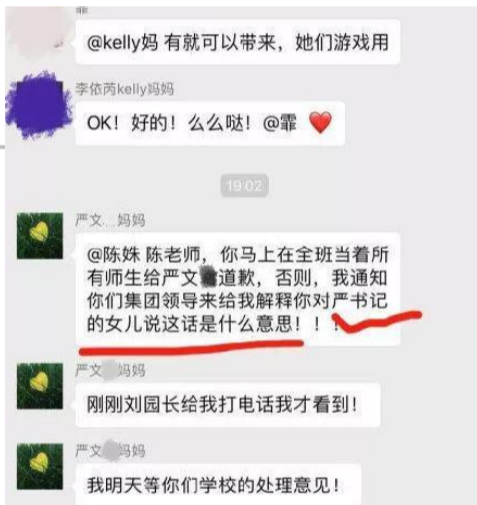 @kelly妈 有就可以带来，她们游戏用
李依芮kelly妈妈
OK！好的！么么哒！@霏 ❤️
19:02
严文 妈妈
@陈姝 陈老师，你马上在全班当着所
有师生给严文 道歉，否则，我通知
你们集团领导来给我解释你对严书记
的女儿说这话是什么意思！！！
严文 妈妈
刚刚刘园长给我打电话我才看到！
严文 妈妈
我明天等你们学校的处理意见！